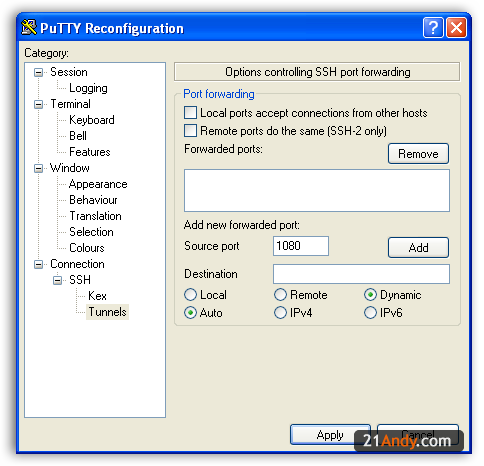 PuTTY Reconfiguration
Category:
Session
Logging
Terminal
Keyboard
Bell
Features
Window
Appearance
Behaviour
Translation
Selection
Colours
Connection
SSH
Kex
Tunnels
Options controlling SSH port forwarding
Port forwarding
Local ports accept connections from other hosts
Remote ports do the same (SSH-2 only)
Forwarded ports:
Remove
Add new forwarded port:
Source port 1080 Add
Destination
Local Remote Dynamic
Auto IPv4 IPv6
Apply Cancel
21Andy.com